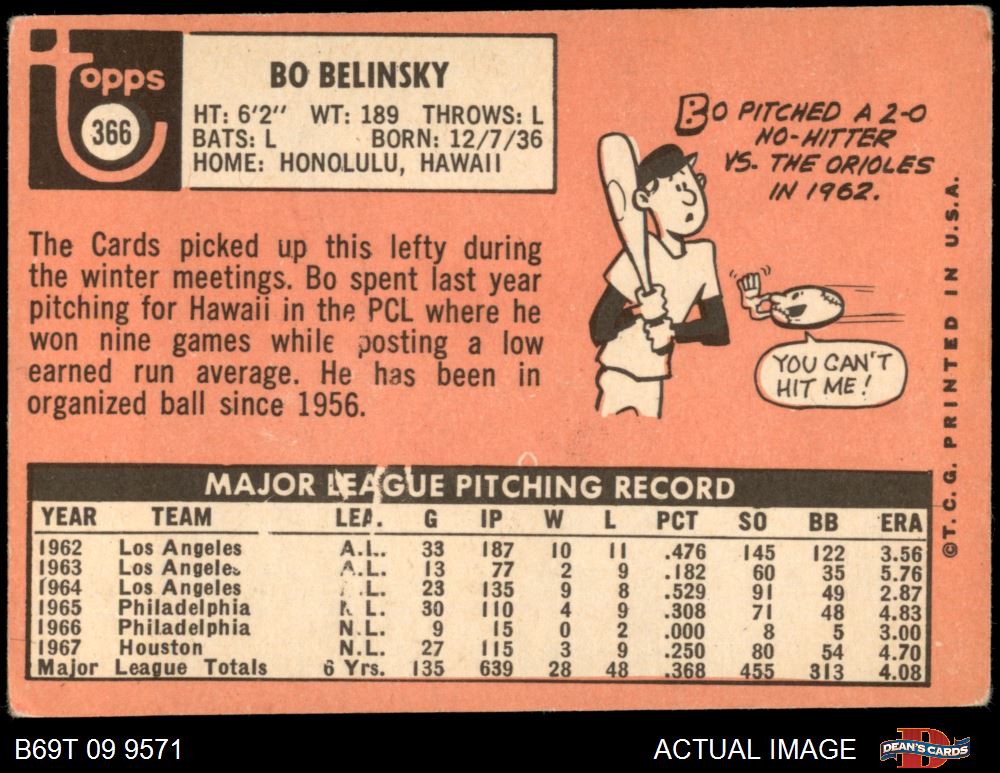 Topps
366
BO BELINSKY
HT: 6'2" WT: 189 THROWS: L
BATS: L BORN: 12/7/36
HOME: HONOLULU, HAWAII
BO PITCHED A 2-0
NO-HITTER
VS. THE ORIOLES
IN 1962.
YOU CAN'T
HIT ME!
The Cards picked up this lefty during
the winter meetings. Bo spent last year
pitching for Hawaii in the PCL where he
won nine games while posting a low
earned run average. He has been in
organized ball since 1956.
MAJOR LEAGUE PITCHING RECORD
YEAR TEAM LEA. G IP W L PCT SO BB ERA
1962 Los Angeles A.L. 33 187 10 11 .476 145 122 3.56
1963 Los Angeles A.L. 13 77 2 9 .182 60 35 5.76
1964 Los Angeles A.L. 23 135 9 8 .529 91 49 2.87
1965 Philadelphia N.L. 30 110 4 9 .308 71 48 4.83
1966 Philadelphia N.L. 9 15 0 2 .000 8 5 3.00
1967 Houston N.L. 27 115 3 9 .250 80 54 4.70
Major League Totals 6 Yrs. 135 639 28 48 .368 455 313 4.08
©T.C.G. PRINTED IN U.S.A.
B69T 09 9571
ACTUAL IMAGE
DEAN'S CARDS